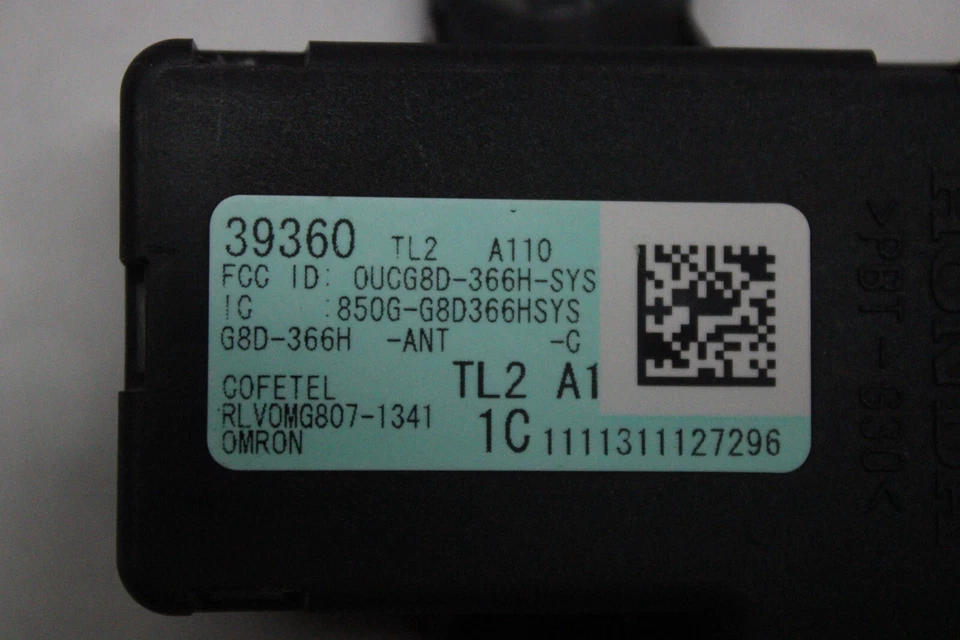 39360 TL2 A110
FCC ID: OUCG8D-366H-SYS
IC :850G-G8D366HSYS
G8D-366H -ANT -C
TL2 A1
COFETEL
RLVOMG807-1341
1C 1111311127296
OMRON
>PBT-G30<
HONDA